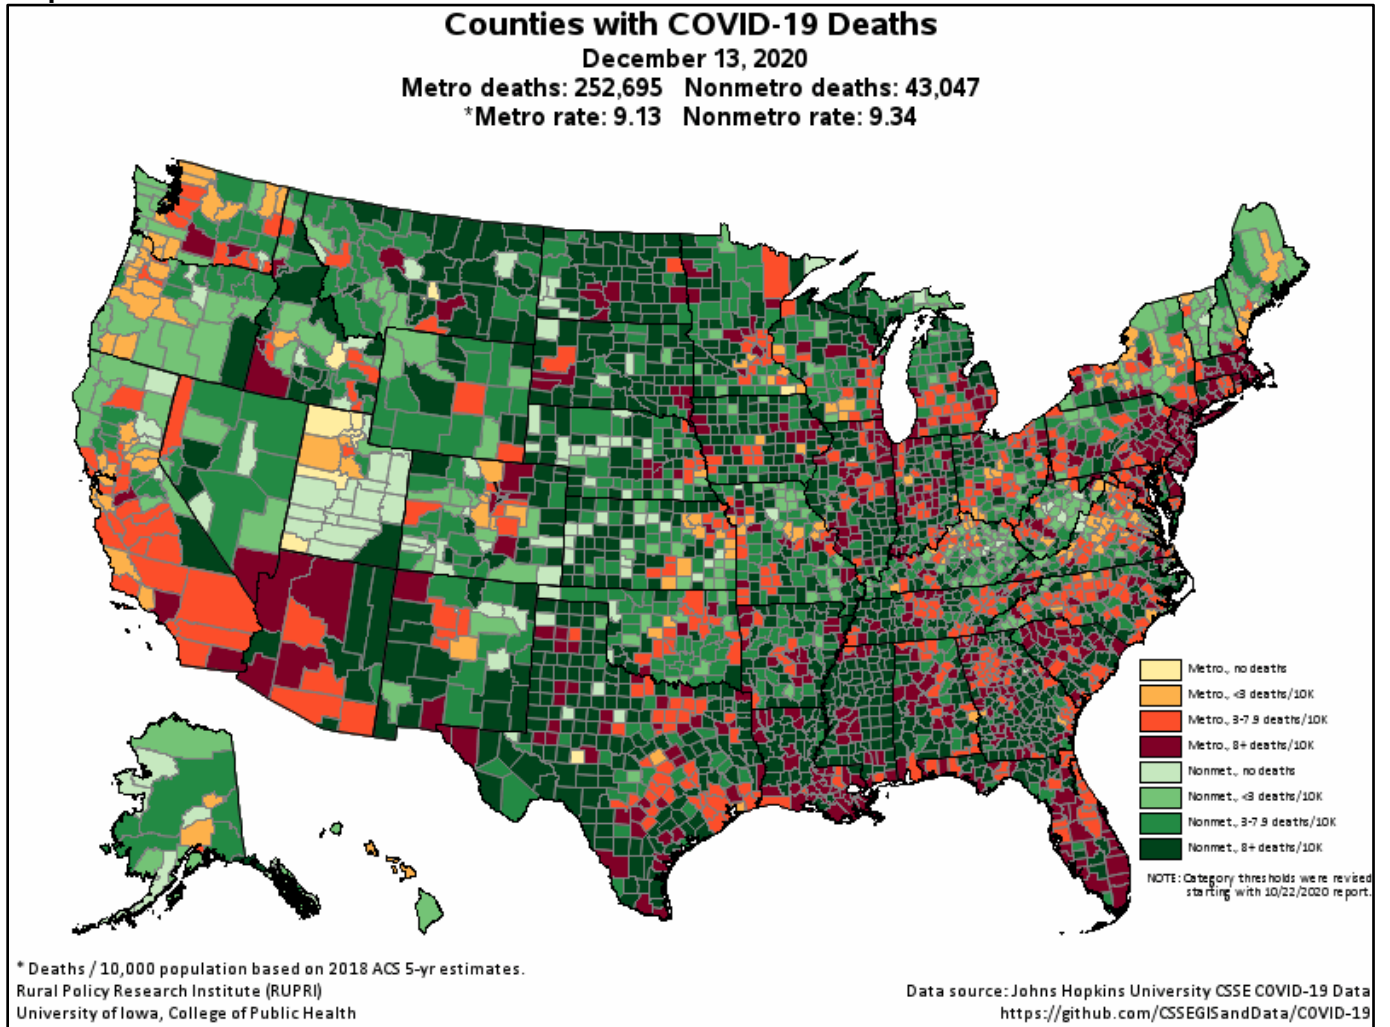 Counties with COVID-19 Deaths
December 13, 2020
Metro deaths: 252,695 Nonmetro deaths: 43,047
*Metro rate: 9.13 Nonmetro rate: 9.34
Metro., no deaths
Metro., <3 deaths/10K
Metro., 3-7.9 deaths/10K
Metro., 8+ deaths/10K
Nonmet., no deaths
Nonmet., <3 deaths/10K
Nonmet., 3-7.9 deaths/10K
Nonmet., 8+ deaths/10K
NOTE: Category thresholds were revised
starting with 10/22/2020 report.
* Deaths / 10,000 population based on 2018 ACS 5-yr estimates.
Rural Policy Research Institute (RUPRI)
University of Iowa, College of Public Health
Data source: Johns Hopkins University CSSE COVID-19 Data
https://github.com/CSSEGISandData/COVID-19